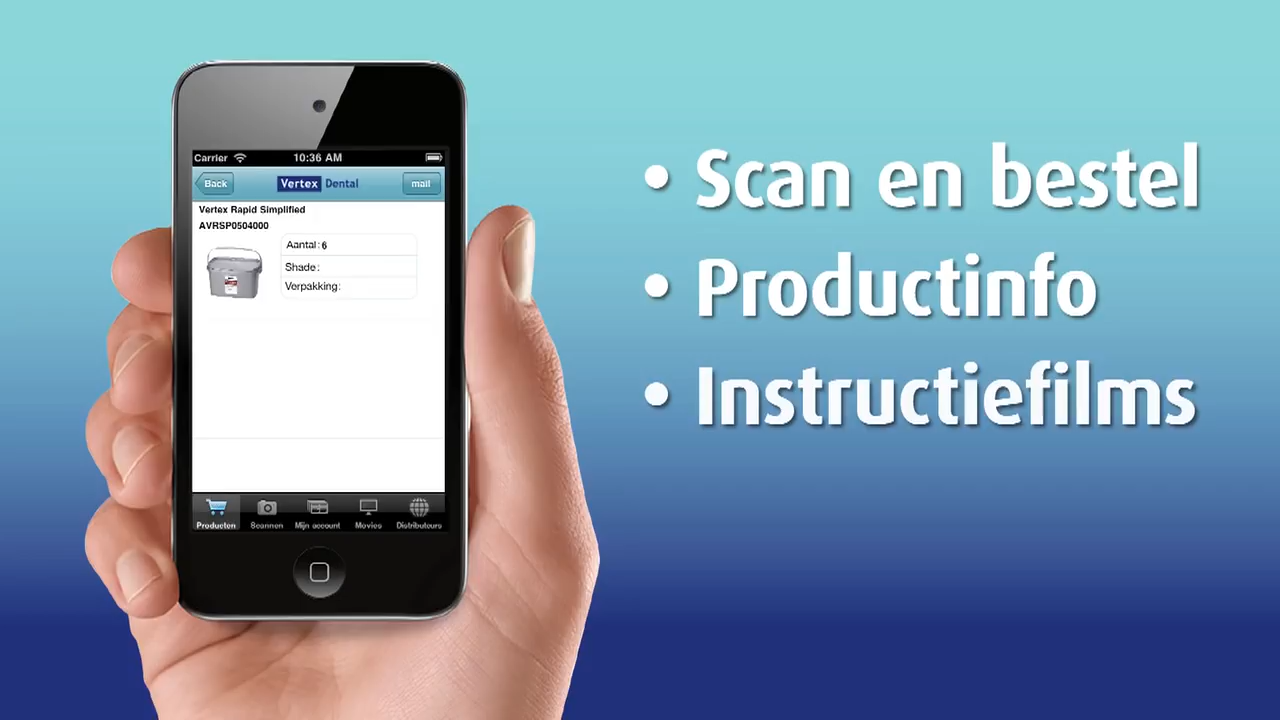 Carrier 10:36 AM
Back Vertex Dental mail
Vertex Rapid Simplified
AVRSP0504000
Aantal: 6
Shade:
Verpakking:
Producten Scannen Mijn account Movies Distributeurs
• Scan en bestel
• Productinfo
• Instructiefilms